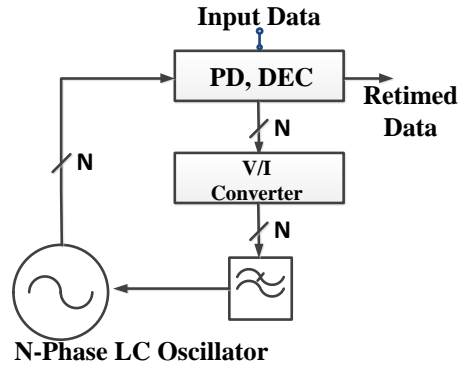 Input Data
PD, DEC
Retimed
Data
N
N
V/I
Converter
N
N-Phase LC Oscillator